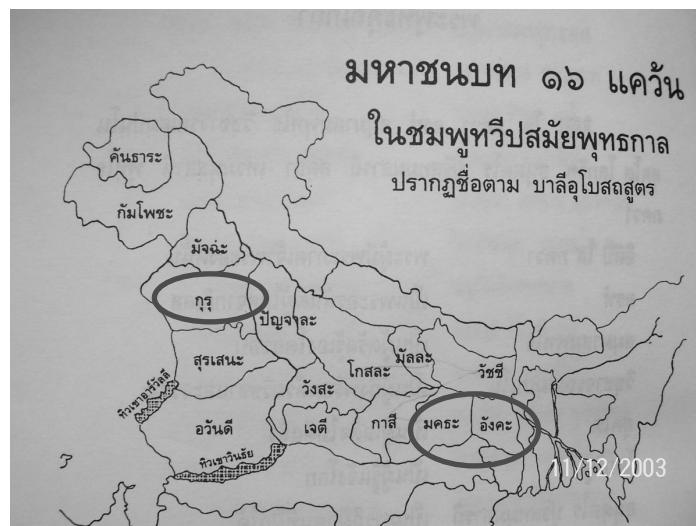 มหาชนบท ๑๖ แคว้น
ในชมพูทวีปสมัยพุทธกาล
ปรากฏชื่อตาม บาลีอุโบสถสูตร
คันธาระ
กัมโพชะ
มัจฉะ
กุรุ
ปัญจาละ
สุรเสนะ
มัลละ
วัชชี
โกสละ
วังสะ
ทิวเขาอาร์วัลลี
อวันตี
เจตี
กาสี
มคธะ
อังคะ
ทิวเขาวินธัย
11/12/2003